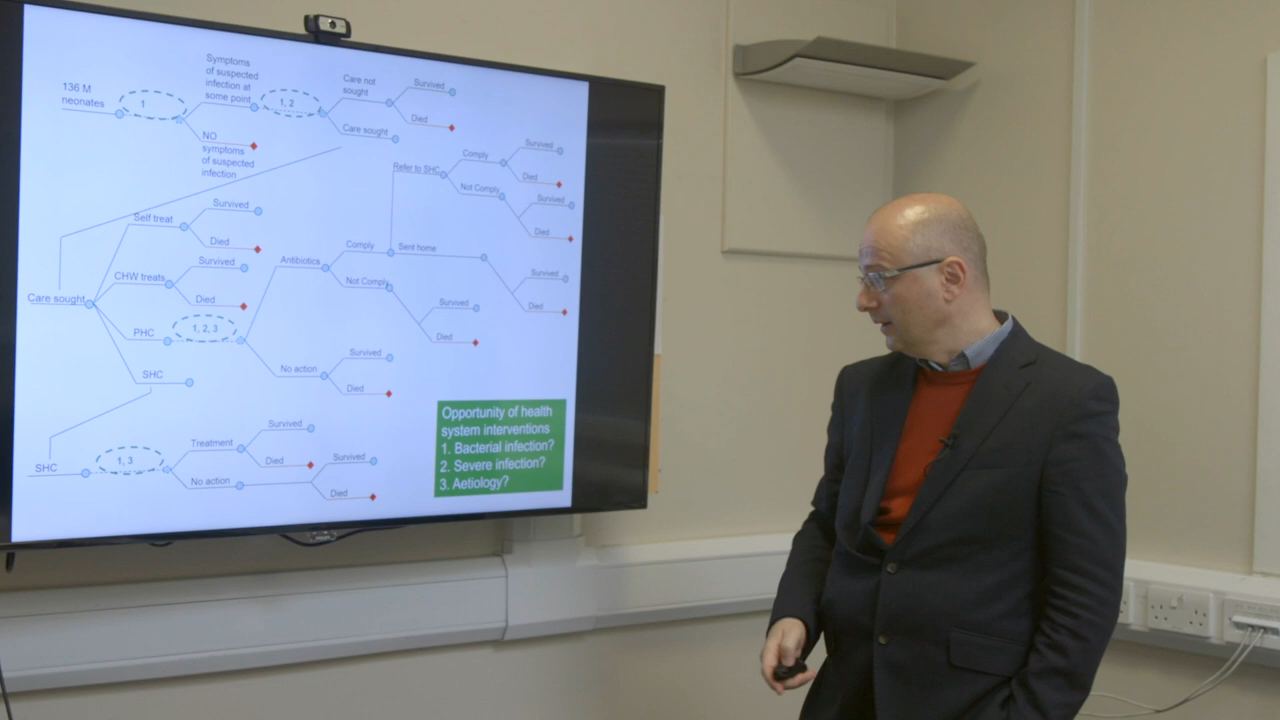 136 M
neonates
1
Symptoms
of suspected
infection at
some point
NO
symptoms
of suspected
infection
1, 2
Care not
sought
Survived
Died
Care sought
Refer to SHC
Comply
Survived
Died
Not Comply
Survived
Died
Care sought
Self treat
Survived
Died
CHW treats
Survived
Died
PHC
1, 2, 3
SHC
Antibiotics
Comply
Sent home
Survived
Died
Not Comply
Survived
Died
No action
Survived
Died
SHC
1, 3
Treatment
Survived
Died
No action
Survived
Died
Opportunity of health
system interventions
1. Bacterial infection?
2. Severe infection?
3. Aetiology?